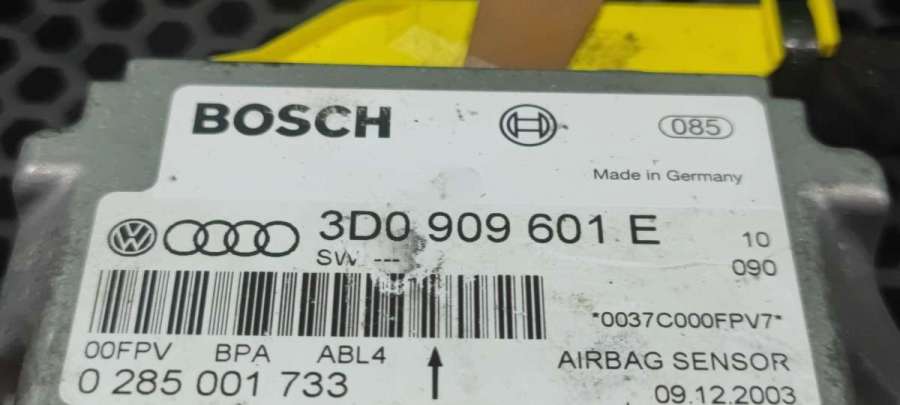 BOSCH
085
Made in Germany
3D0 909 601 E
10
SW ---
090
*0037C000FPV7*
00FPV BPA ABL4
AIRBAG SENSOR
0 285 001 733
09.12.2003